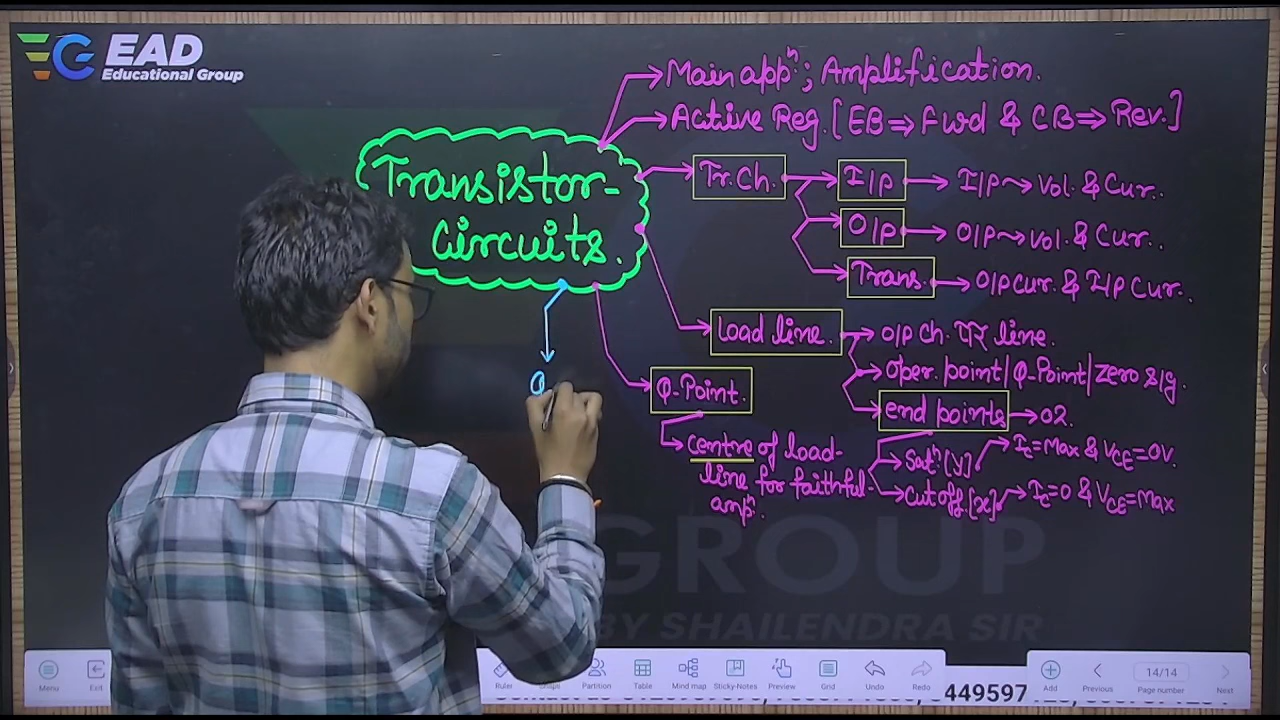 EAD
Educational Group
Main appⁿ; Amplification.
Active Reg. [EB⇒Fwd & CB⇒Rev.]
Transistor-
Circuits.
Tr. Ch.
I/p → I/P → Vol. & Cur.
O/p → O/P → Vol. & Cur.
Trans. → O/P Cur. & I/P Cur.
Load line. → O/P Ch. TR line.
Oper. point/Q-Point/Zero sig.
end points → 02.
Satⁿ [Y] → Ic=Max & VCE=0V.
Cut off. [X] → Ic=0 & VCE=Max
Q-Point.
centre of load-
line for faithful
ampⁿ.
GROUP
BY SHAILENDRA SIR
Menu
Exit
Ruler
Shape
Partition
Table
Mind map
Sticky-Notes
Preview
Grid
Undo
Redo
449597
Add
Previous
14/14
Page number
Next